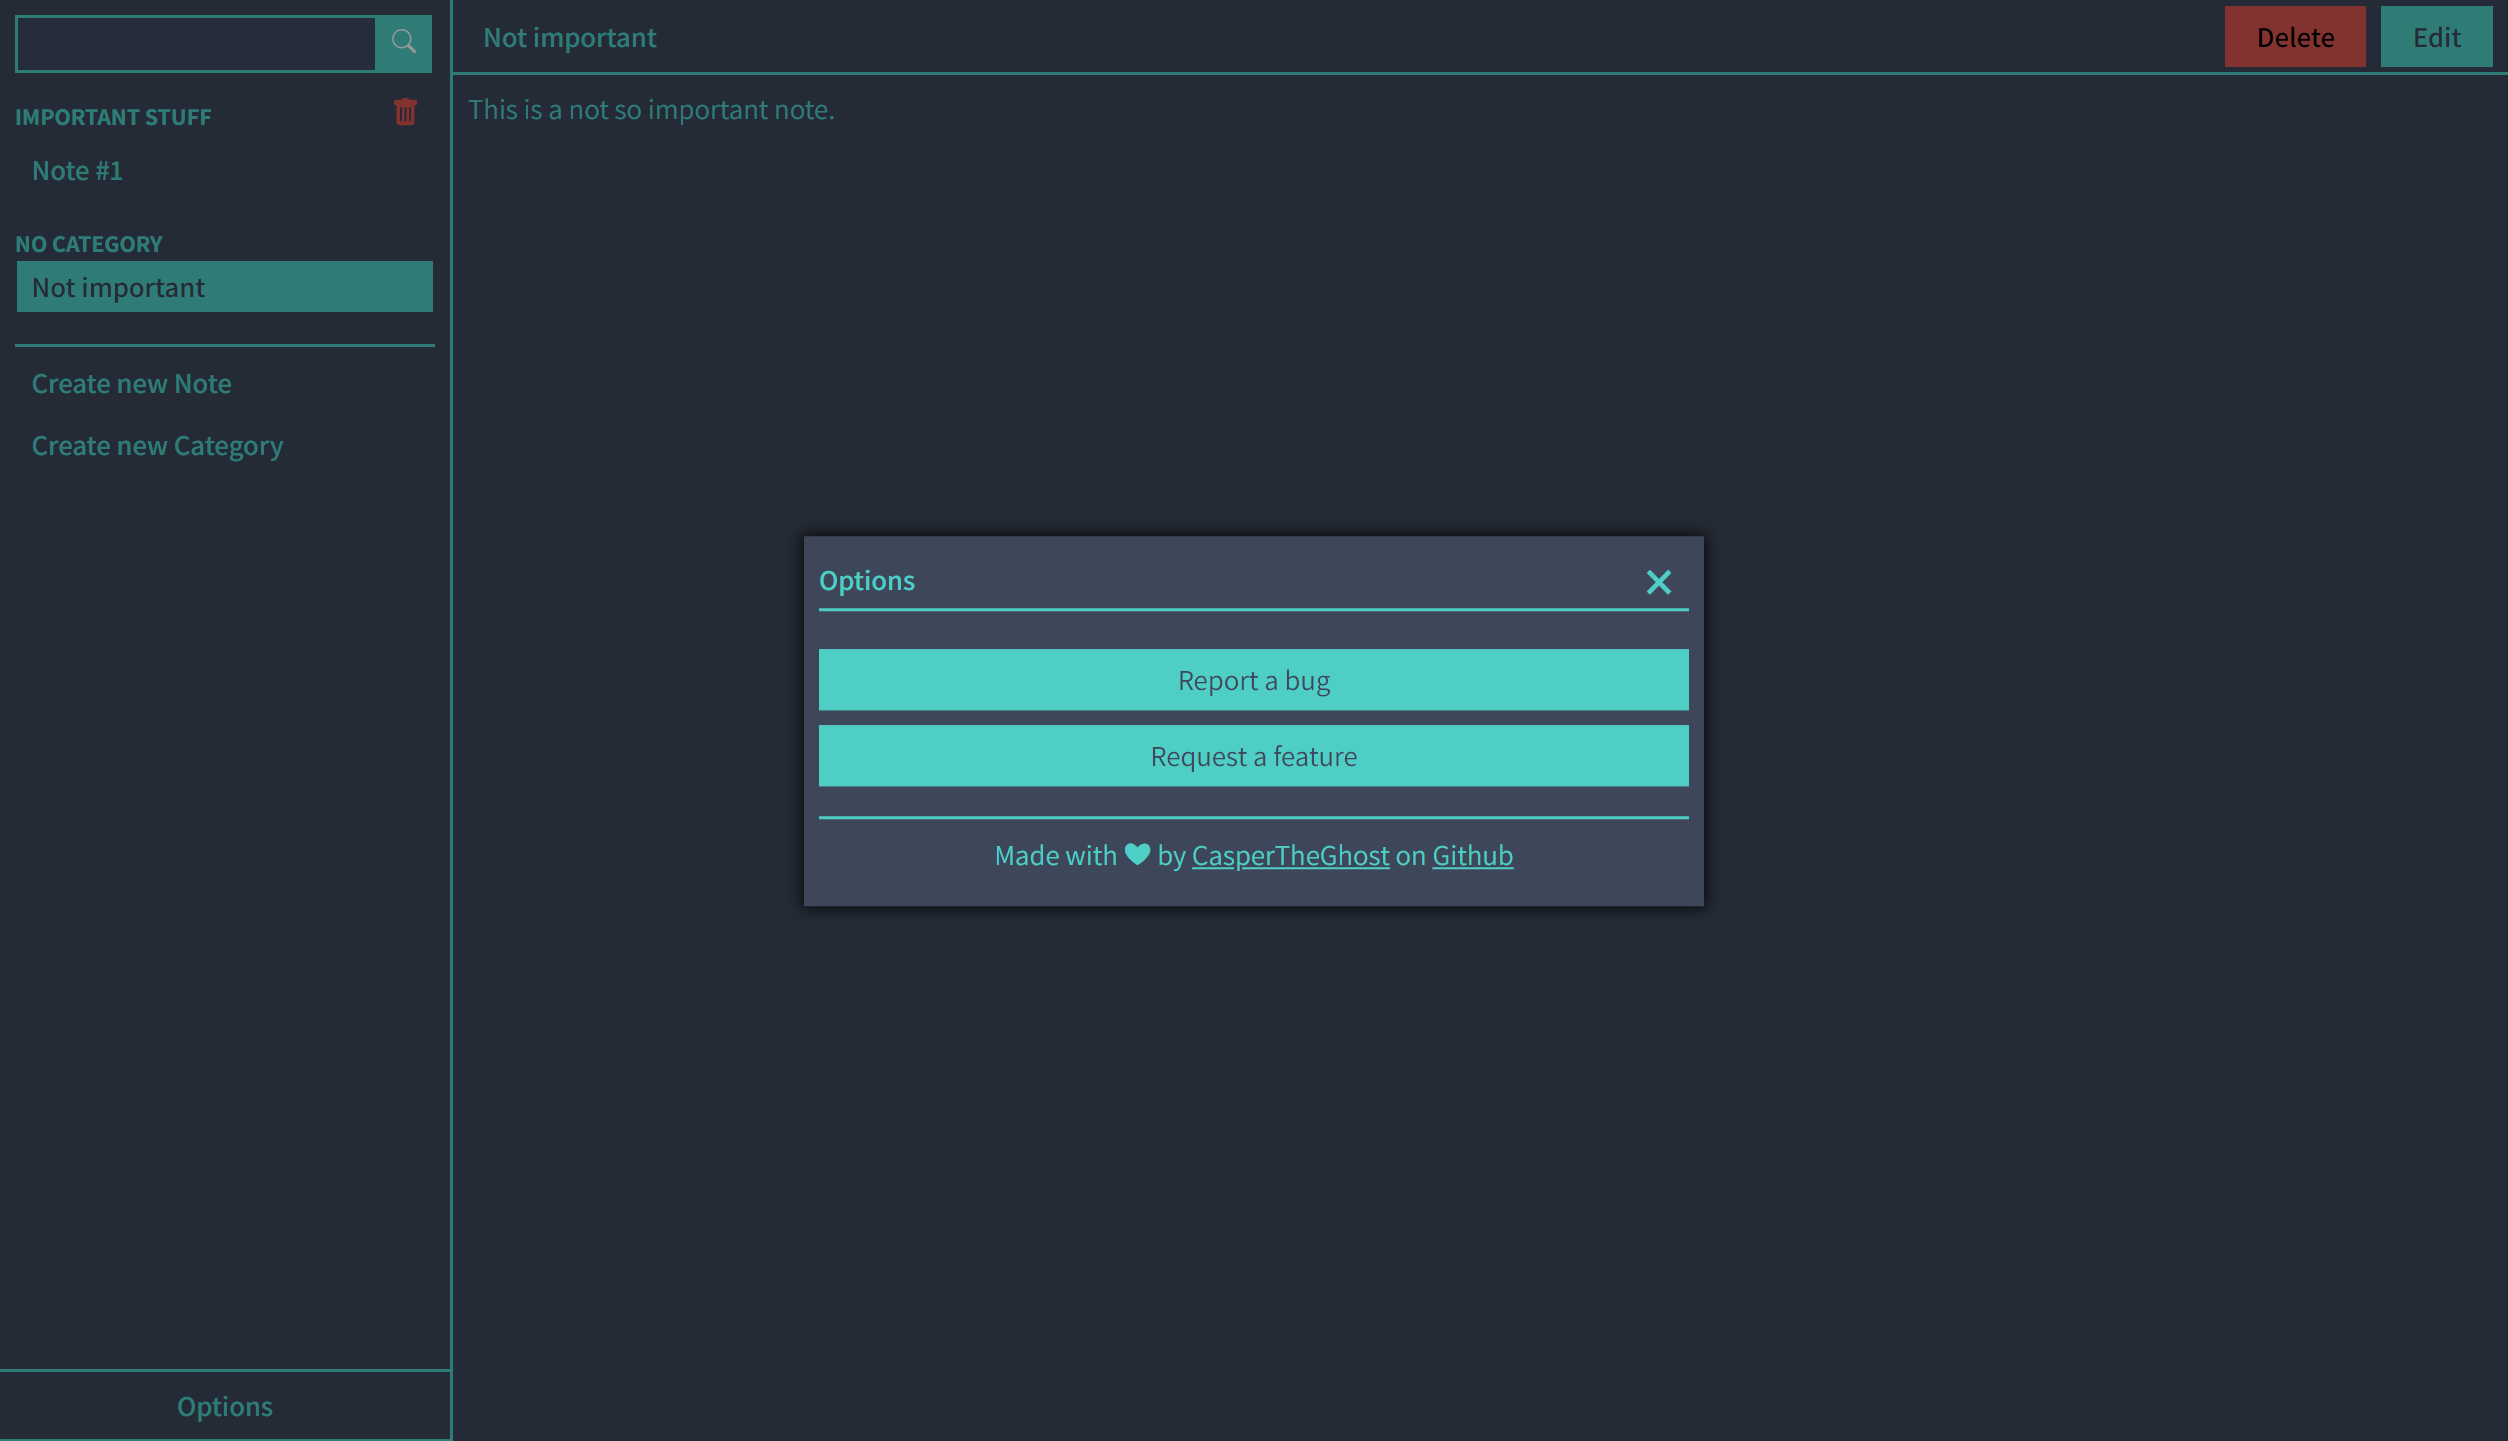 IMPORTANT STUFF
Note #1
NO CATEGORY
Not important
Create new Note
Create new Category
Options
Not important
Delete
Edit
This is a not so important note.
Options
Report a bug
Request a feature
Made with ♥ by CasperTheGhost on Github